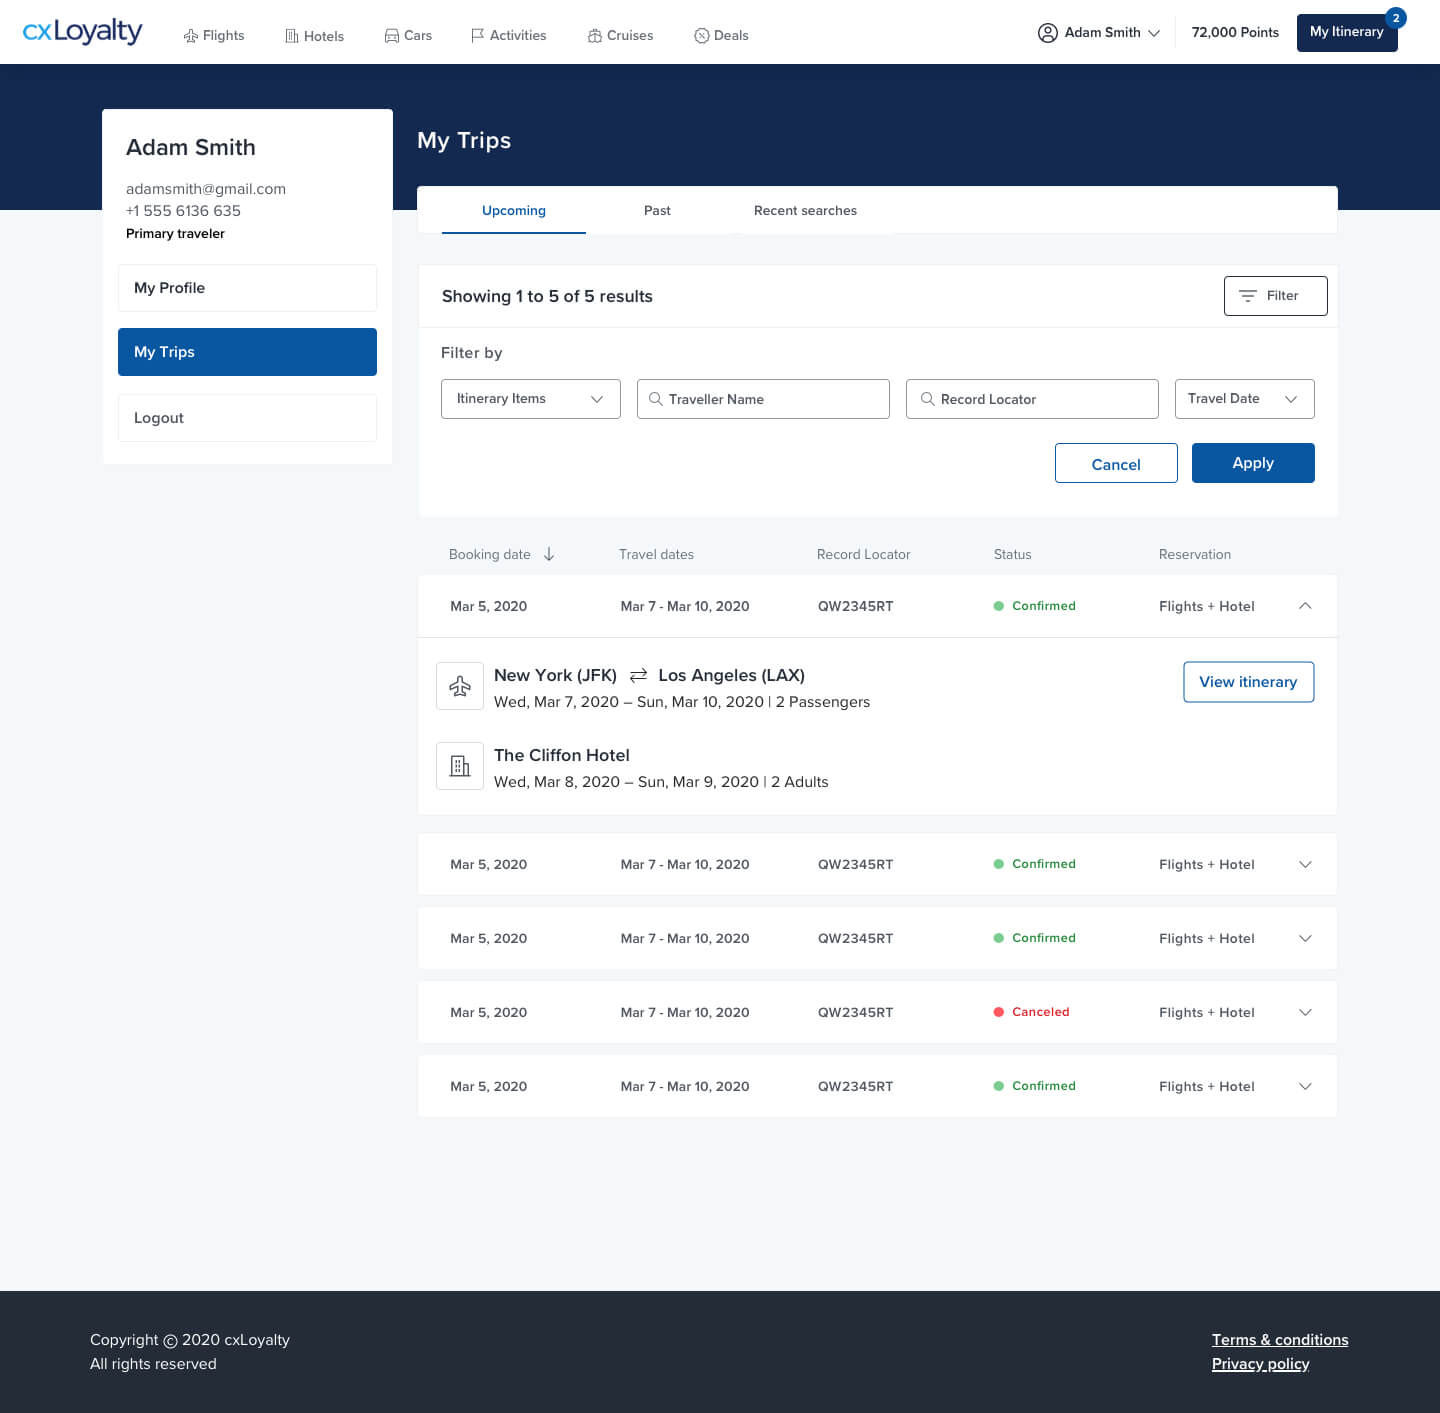 cxLoyalty Flights Hotels Cars Activities Cruises Deals Adam Smith 72,000 Points My Itinerary 2
Adam Smith
adamsmith@gmail.com
+1 555 6136 635
Primary traveler
My Profile
My Trips
Logout
My Trips
Upcoming Past Recent searches
Showing 1 to 5 of 5 results Filter
Filter by
Itinerary Items Traveller Name Record Locator Travel Date
Cancel Apply
Booking date Travel dates Record Locator Status Reservation
Mar 5, 2020 Mar 7 - Mar 10, 2020 QW2345RT Confirmed Flights + Hotel
New York (JFK) Los Angeles (LAX) View itinerary
Wed, Mar 7, 2020 – Sun, Mar 10, 2020 | 2 Passengers
The Cliffon Hotel
Wed, Mar 8, 2020 – Sun, Mar 9, 2020 | 2 Adults
Mar 5, 2020 Mar 7 - Mar 10, 2020 QW2345RT Confirmed Flights + Hotel
Mar 5, 2020 Mar 7 - Mar 10, 2020 QW2345RT Confirmed Flights + Hotel
Mar 5, 2020 Mar 7 - Mar 10, 2020 QW2345RT Canceled Flights + Hotel
Mar 5, 2020 Mar 7 - Mar 10, 2020 QW2345RT Confirmed Flights + Hotel
Copyright © 2020 cxLoyalty
All rights reserved
Terms & conditions
Privacy policy